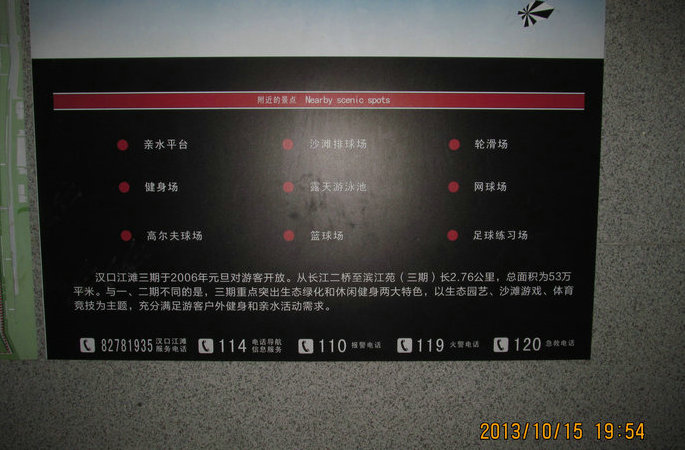 附近的景点 Nearby scenic spots
亲水平台 沙滩排球场 轮滑场
健身场 露天游泳池 网球场
高尔夫球场 篮球场 足球练习场
汉口江滩三期于2006年元旦对游客开放。从长江二桥至滨江苑（三期）长2.76公里，总面积为53万
平米。与一、二期不同的是，三期重点突出生态绿化和休闲健身两大特色，以生态园艺、沙滩游戏、体育
竞技为主题，充分满足游客户外健身和亲水活动需求。
82781935 汉口江滩 服务电话 114 电话导航 信息服务 110 报警电话 119 火警电话 120 急救电话
2013/10/15 19:54